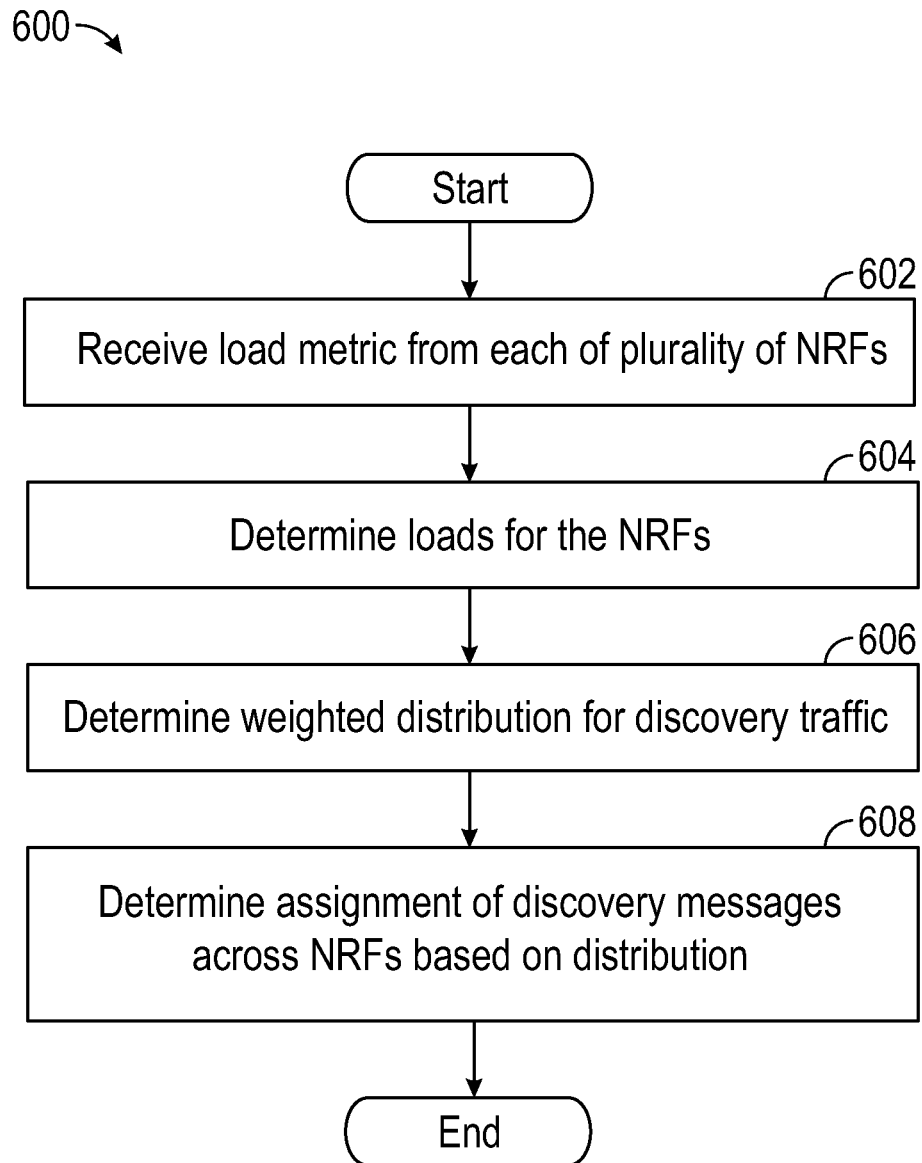 600
Start
602
Receive load metric from each of plurality of NRFs
604
Determine loads for the NRFs
606
Determine weighted distribution for discovery traffic
608
Determine assignment of discovery messages
across NRFs based on distribution
End